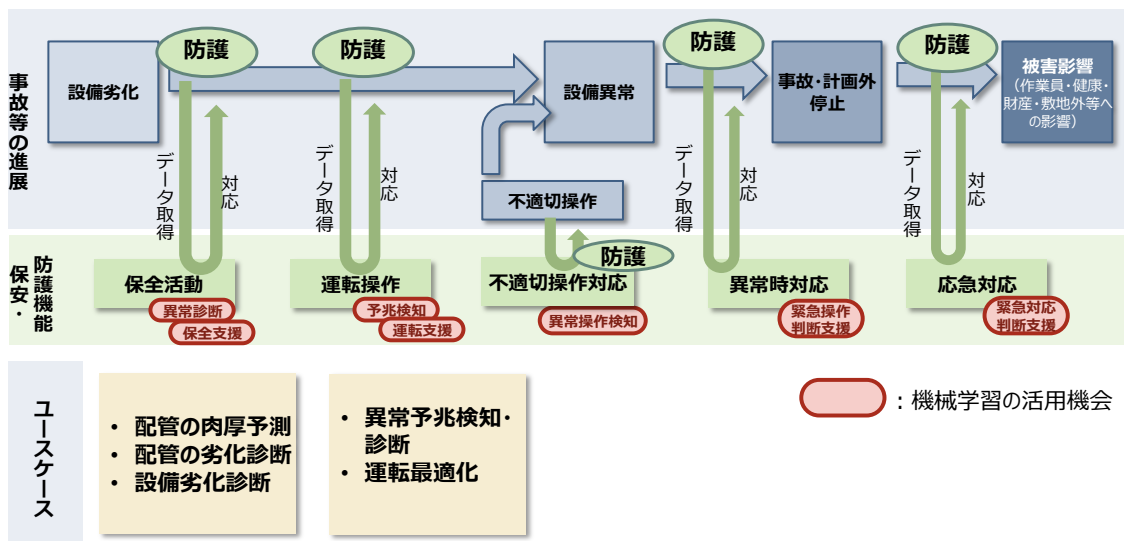 事故等の進展
設備劣化
防護
防護
設備異常
防護
事故・計画外
停止
防護
被害影響
（作業員・健康・
財産・敷地外等へ
の影響）
データ取得
対応
データ取得
対応
不適切操作
データ取得
対応
データ取得
対応
保安・
防護機能
保全活動
異常診断
保全支援
運転操作
予兆検知
運転支援
防護
不適切操作対応
異常操作検知
異常時対応
緊急操作
判断支援
応急対応
緊急対応
判断支援
ユースケース
• 配管の肉厚予測
• 配管の劣化診断
• 設備劣化診断
• 異常予兆検知・
診断
• 運転最適化
：機械学習の活用機会